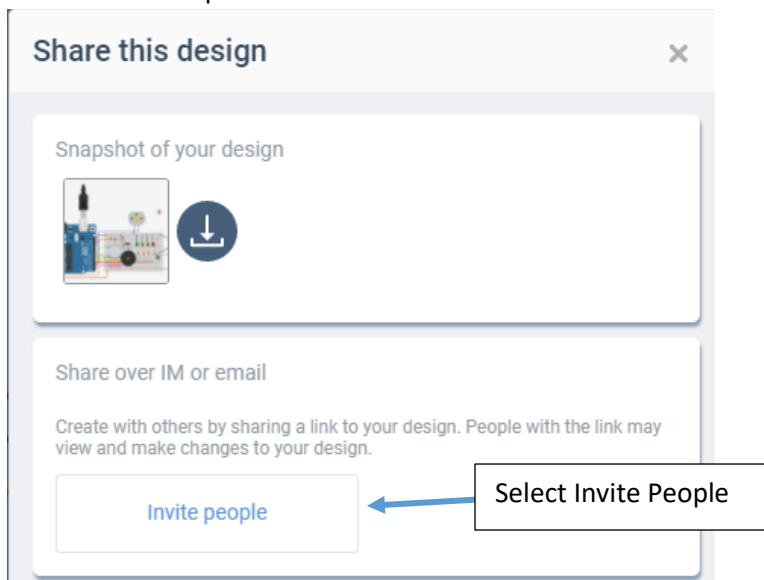 Share this design
Snapshot of your design
Share over IM or email
Create with others by sharing a link to your design. People with the link may
view and make changes to your design.
Invite people
Select Invite People